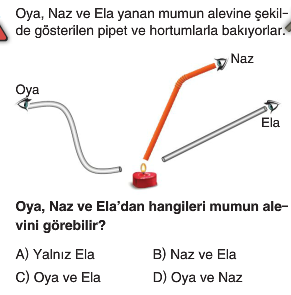 Oya, Naz ve Ela yanan mumun alevine şekil-
de gösterilen pipet ve hortumlarla bakıyorlar.
Naz
Oya
Ela
Oya, Naz ve Ela'dan hangileri mumun ale-
vini görebilir?
A) Yalnız Ela B) Naz ve Ela
C) Oya ve Ela D) Oya ve Naz